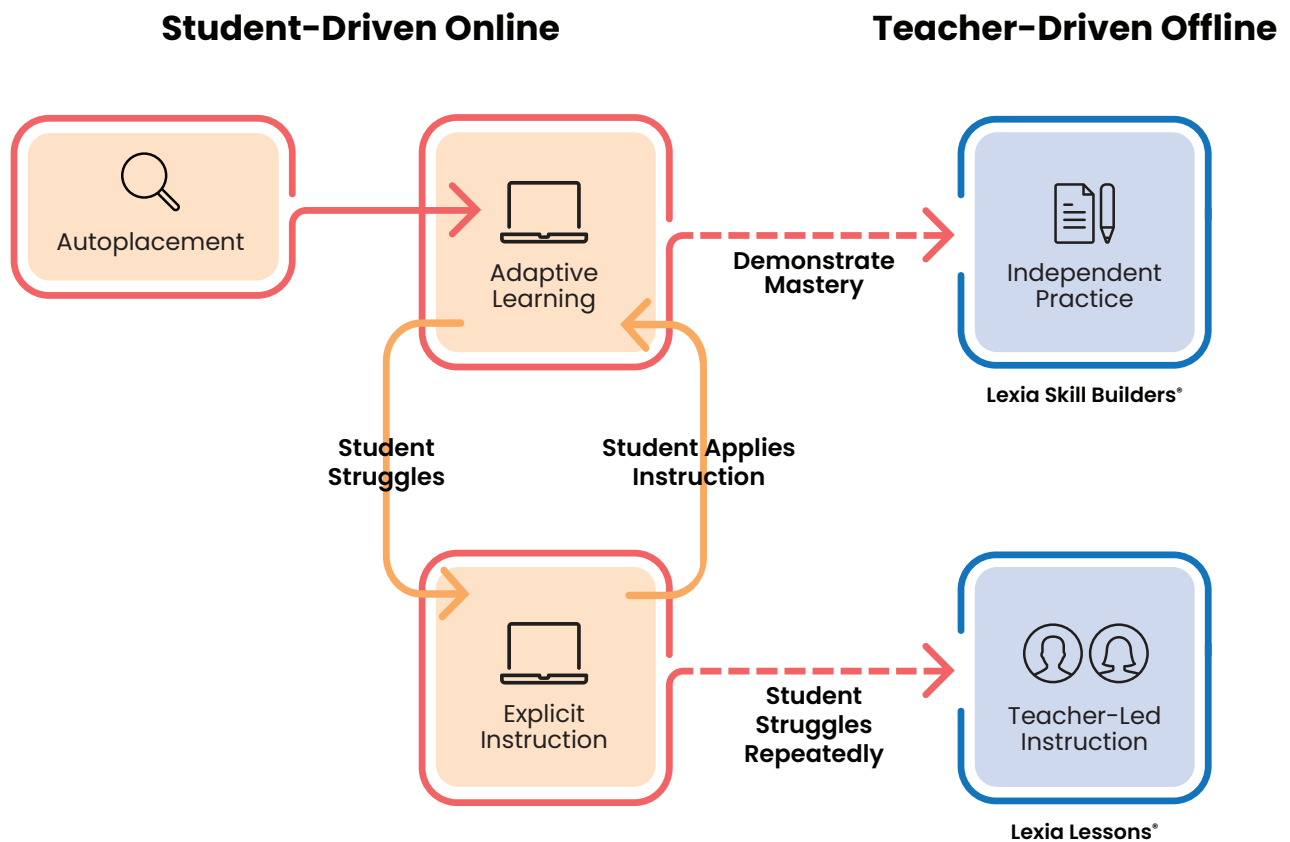 Student-Driven Online
Teacher-Driven Offline
Autoplacement
Adaptive
Learning
Demonstrate
Mastery
Independent
Practice
Lexia Skill Builders®
Student
Struggles
Student Applies
Instruction
Explicit
Instruction
Student
Struggles
Repeatedly
Teacher-Led
Instruction
Lexia Lessons®